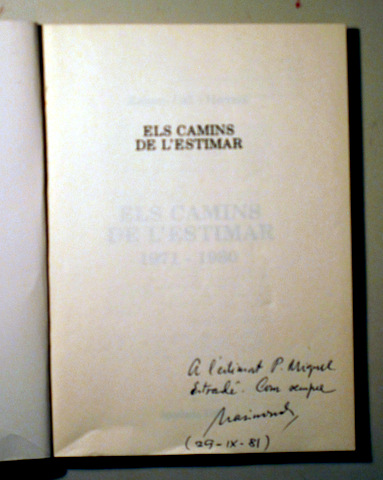 ELS CAMINS
DE L'ESTIMAR
ELS CAMINS
DE L'ESTIMAR
1971 - 1980
A l'estimat P. Miquel
Estradé. Com sempre
(29-IX-81)